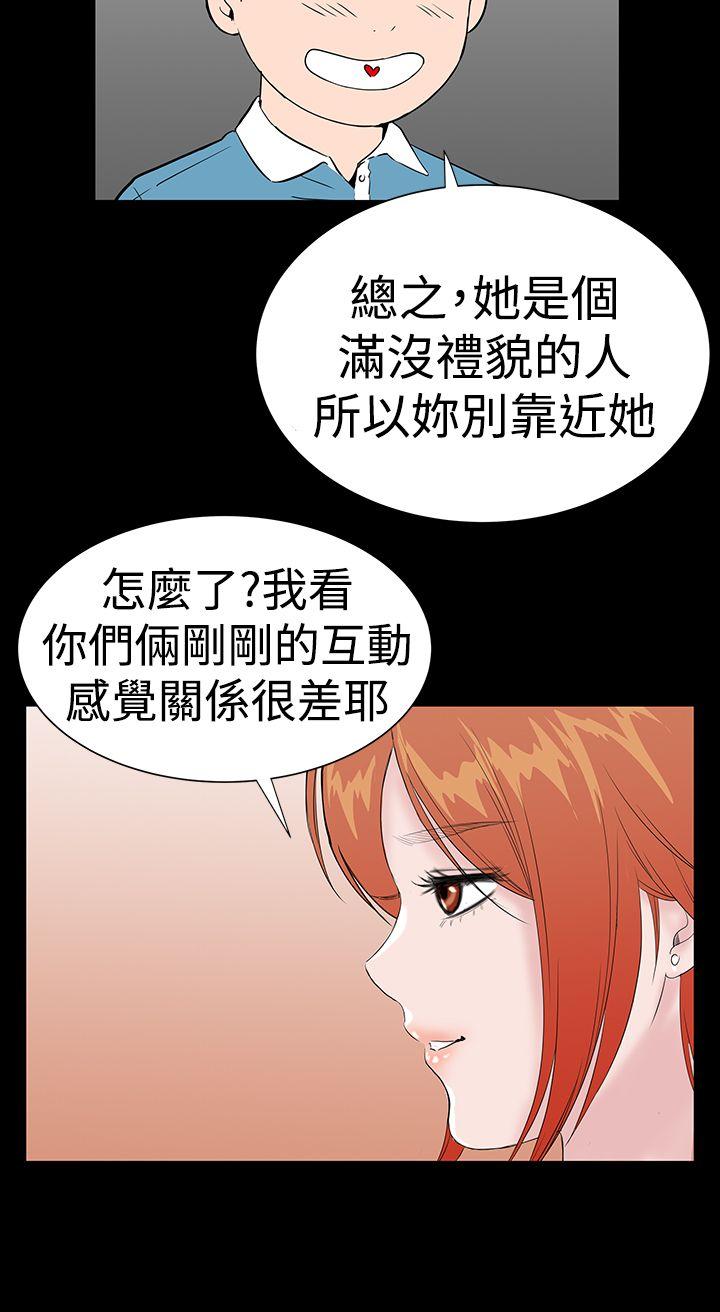 總之，她是個
滿沒禮貌的人
所以妳別靠近她
怎麼了?我看
你們倆剛剛的互動
感覺關係很差耶